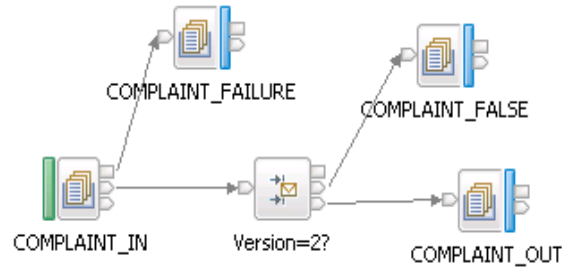 COMPLAINT_FAILURE
COMPLAINT_FALSE
COMPLAINT_IN
Version=2?
COMPLAINT_OUT